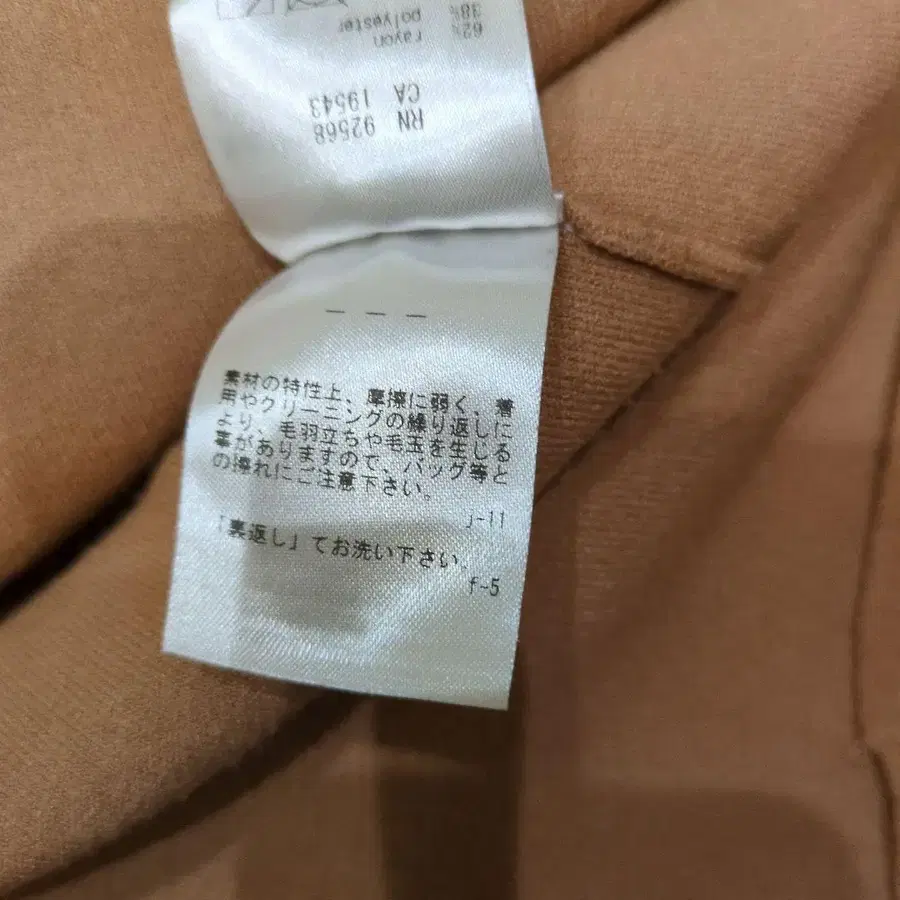 RN 92568
CA 19543
62% rayon
38% polyester
— — —
素材の特性上、摩擦に弱く、着
用やクリーニングの繰り返しに
より、毛羽立ちや毛玉を生じる
事がありますので、バッグ等と
の擦れにご注意下さい。
J-11
「裏返し」てお洗い下さい。
f-5